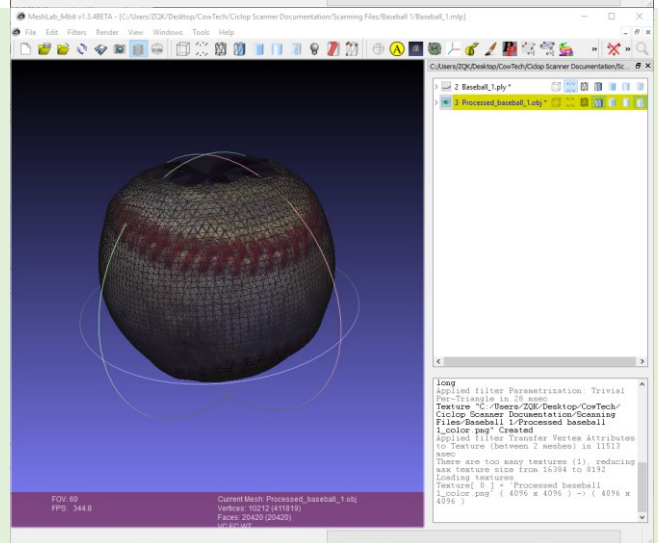 MeshLab_64bit v1.3.4BETA - [C:/Users/ZQK/Desktop/CowTech/Ciclop Scanner Documentation/Scanning Files/Baseball 1/Baseball_1.mlp]
File Edit Filters Render View Windows Tools Help
C:/Users/ZQK/Desktop/CowTech/Ciclop Scanner Documentation/Sc...
2 Baseball_1.ply *
3 Processed_baseball_1.obj *
long
Applied filter Parametrization: Trivial
Per-Triangle in 28 msec
Texture "C:/Users/ZQK/Desktop/CowTech/
Ciclop Scanner Documentation/Scanning
Files/Baseball 1/Processed baseball
1_color.png" Created
Applied filter Transfer Vertex Attributes
to Texture (between 2 meshes) in 11513
msec
There are too many textures (1), reducing
max texture size from 16384 to 8192
Loading textures
Texture[ 0 ] = 'Processed baseball
1_color.png' ( 4096 x 4096 ) -> ( 4096 x
4096 )
FOV: 60
FPS: 344.8
Current Mesh: Processed_baseball_1.obj
Vertices: 10212 (411819)
Faces: 20420 (20420)
VC FC WT